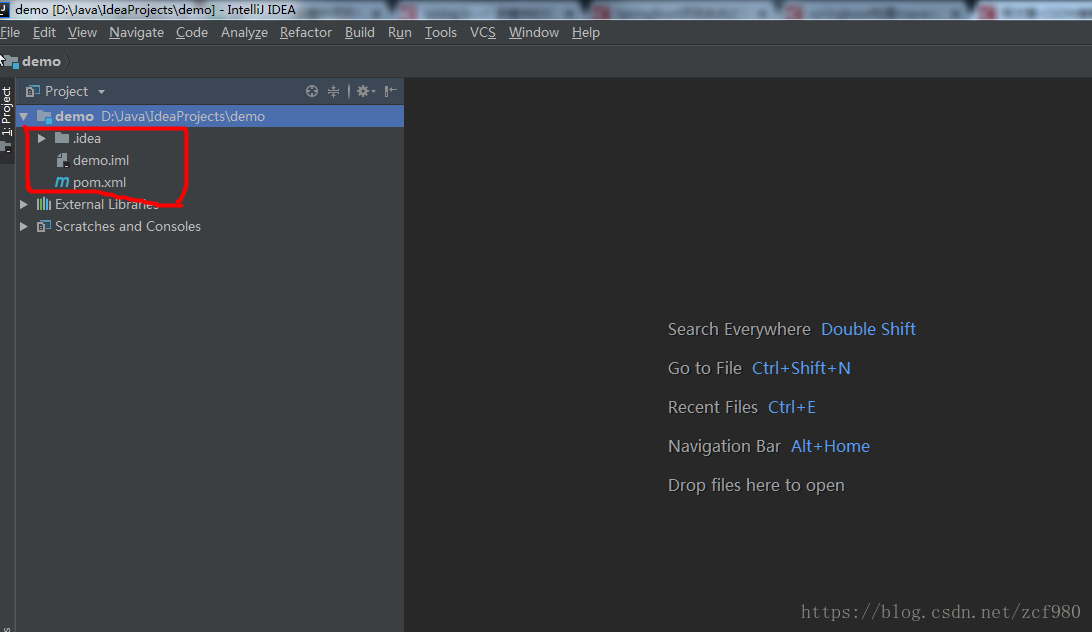 demo [D:\Java\IdeaProjects\demo] - IntelliJ IDEA
File Edit View Navigate Code Analyze Refactor Build Run Tools VCS Window Help
demo
1: Project
Project
demo D:\Java\IdeaProjects\demo
.idea
demo.iml
pom.xml
External Libraries
Scratches and Consoles
Search Everywhere Double Shift
Go to File Ctrl+Shift+N
Recent Files Ctrl+E
Navigation Bar Alt+Home
Drop files here to open
https://blog.csdn.net/zcf980